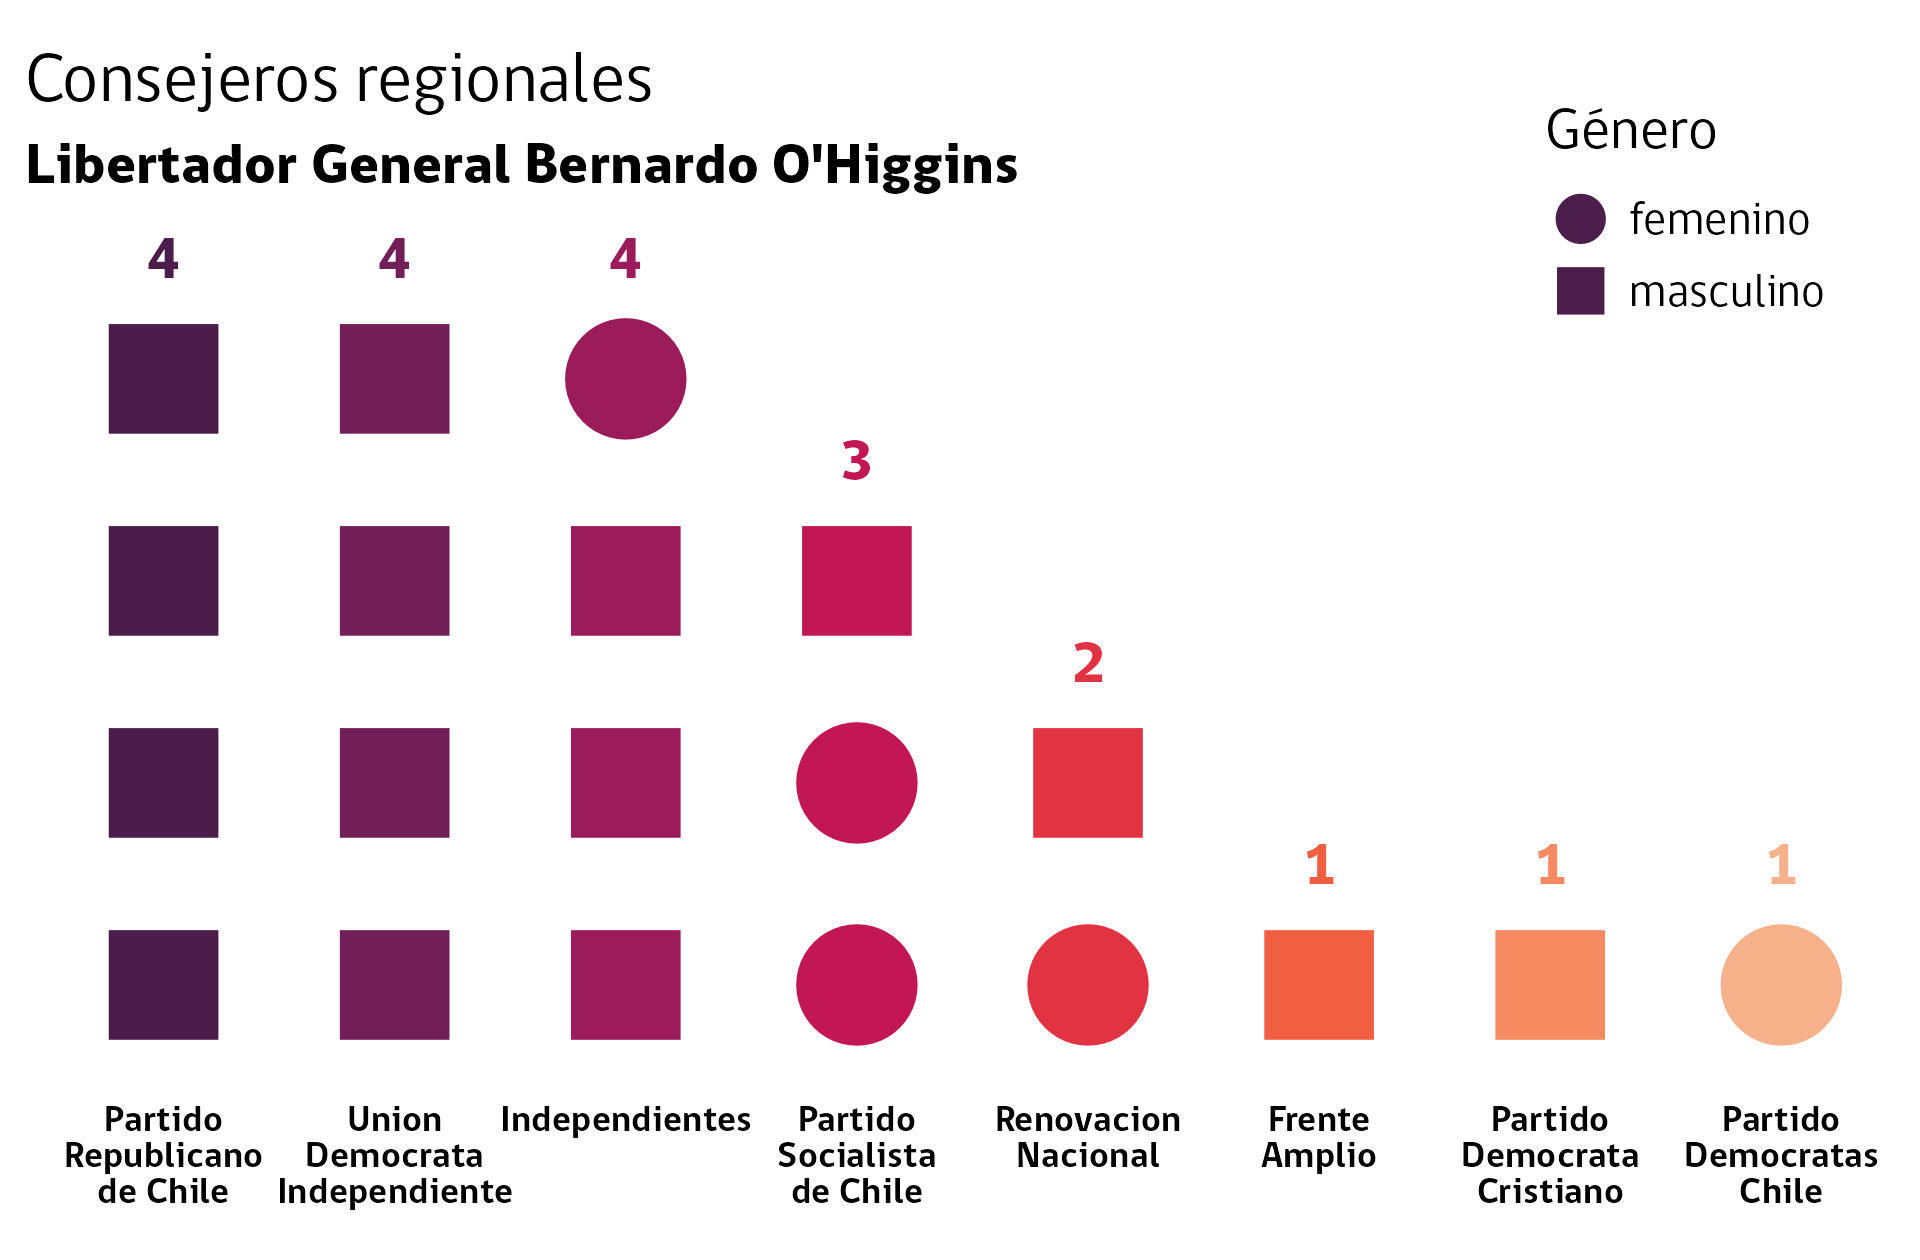 Consejeros regionales
Libertador General Bernardo O'Higgins
Género
femenino
masculino
4
4
4
3
2
1
1
1
Partido
Republicano
de Chile
Union
Democrata
Independiente
Independientes
Partido
Socialista
de Chile
Renovacion
Nacional
Frente
Amplio
Partido
Democrata
Cristiano
Partido
Democratas
Chile